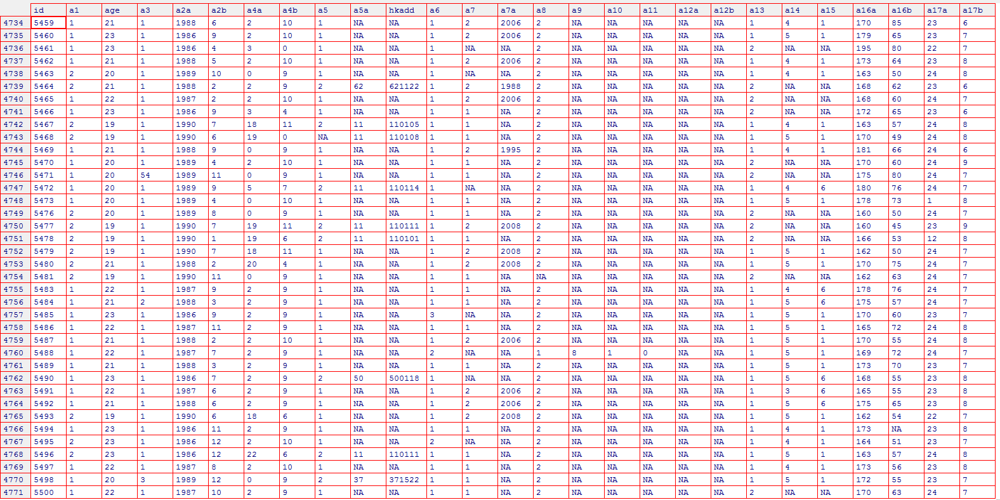 id a1 age a3 a2a a2b a4a a4b a5 a5a hkadd a6 a7 a7a a8 a9 a10 a11 a12a a12b a13 a14 a15 a16a a16b a17a a17b
4734 5459 1 21 1 1988 6 2 10 1 NA NA 1 2 2006 2 NA NA NA NA NA 1 4 1 170 85 23 6
4735 5460 1 23 1 1986 9 2 10 1 NA NA 1 2 2006 2 NA NA NA NA NA 1 5 1 179 65 23 7
4736 5461 1 23 1 1986 4 3 0 1 NA NA 1 NA NA 2 NA NA NA NA NA 2 NA NA 195 80 22 7
4737 5462 1 21 1 1988 5 2 10 1 NA NA 1 2 2006 2 NA NA NA NA NA 1 4 1 173 64 23 8
4738 5463 2 20 1 1989 10 0 9 1 NA NA 1 NA NA 2 NA NA NA NA NA 1 4 1 163 50 24 8
4739 5464 2 21 1 1988 2 2 9 2 62 621122 1 2 1988 2 NA NA NA NA NA 2 NA NA 168 62 23 6
4740 5465 1 22 1 1987 2 2 10 1 NA NA 1 2 2006 2 NA NA NA NA NA 2 NA NA 168 60 24 7
4741 5466 1 23 1 1986 9 3 4 1 NA NA 1 1 NA 2 NA NA NA NA NA 2 NA NA 172 65 23 6
4742 5467 2 19 1 1990 7 18 11 2 11 110105 1 1 NA 2 NA NA NA NA NA 1 4 1 163 57 24 8
4743 5468 2 19 1 1990 6 19 0 NA 11 110108 1 1 NA 2 NA NA NA NA NA 1 5 1 170 49 24 8
4744 5469 1 21 1 1988 9 0 9 1 NA NA 1 2 1995 2 NA NA NA NA NA 1 4 1 181 66 24 6
4745 5470 1 20 1 1989 4 2 10 1 NA NA 1 1 NA 2 NA NA NA NA NA 2 NA NA 170 60 24 9
4746 5471 1 20 54 1989 11 0 9 1 NA NA 1 1 NA 2 NA NA NA NA NA 2 NA NA 175 80 24 7
4747 5472 1 20 1 1989 9 5 7 2 11 110114 1 NA NA 2 NA NA NA NA NA 1 4 6 180 76 24 7
4748 5473 1 20 1 1989 4 0 10 1 NA NA 1 1 NA 2 NA NA NA NA NA 1 5 1 178 73 1 8
4749 5476 2 20 1 1989 8 0 9 1 NA NA 1 1 NA 2 NA NA NA NA NA 2 NA NA 160 50 24 7
4750 5477 2 19 1 1990 7 19 11 2 11 110111 1 2 2008 2 NA NA NA NA NA 2 NA NA 160 45 23 9
4751 5478 2 19 1 1990 1 19 6 2 11 110101 1 1 NA 2 NA NA NA NA NA 2 NA NA 166 53 12 8
4752 5479 2 19 1 1990 7 18 11 1 NA NA 1 2 2008 2 NA NA NA NA NA 1 5 1 162 50 24 7
4753 5480 2 21 1 1988 2 20 4 1 NA NA 1 2 2008 2 NA NA NA NA NA 1 5 1 170 75 24 7
4754 5481 2 19 1 1990 11 0 9 1 NA NA 1 1 NA NA NA NA NA NA NA 2 NA NA 162 63 24 7
4755 5483 1 22 1 1987 9 2 9 1 NA NA 1 1 NA 2 NA NA NA NA NA 1 4 6 178 76 24 7
4756 5484 1 21 2 1988 3 2 9 1 NA NA 1 1 NA 2 NA NA NA NA NA 1 5 6 175 57 24 7
4757 5485 1 23 1 1986 9 2 9 1 NA NA 3 NA NA 2 NA NA NA NA NA 1 5 1 170 60 23 7
4758 5486 1 22 1 1987 11 2 9 1 NA NA 1 1 NA 2 NA NA NA NA NA 1 5 1 165 72 24 8
4759 5487 1 21 1 1988 2 2 10 1 NA NA 1 2 2006 2 NA NA NA NA NA 1 5 1 170 55 24 8
4760 5488 1 22 1 1987 7 2 9 1 NA NA 2 NA NA 1 8 1 0 NA NA 1 5 1 169 72 24 7
4761 5489 1 21 1 1988 3 2 9 1 NA NA 1 1 NA 2 NA NA NA NA NA 1 5 1 173 70 23 7
4762 5490 1 23 1 1986 7 2 9 2 50 500118 1 NA NA 2 NA NA NA NA NA 1 5 6 168 55 23 8
4763 5491 1 22 1 1987 6 2 9 1 NA NA 1 2 2006 2 NA NA NA NA NA 1 3 6 165 55 23 8
4764 5492 1 21 1 1988 6 2 9 1 NA NA 1 2 2006 2 NA NA NA NA NA 1 5 6 175 65 23 8
4765 5493 2 19 1 1990 6 18 6 1 NA NA 1 2 2008 2 NA NA NA NA NA 1 5 1 162 54 22 7
4766 5494 1 23 1 1986 11 2 9 1 NA NA 1 1 NA 2 NA NA NA NA NA 1 4 1 173 NA 23 8
4767 5495 2 23 1 1986 12 2 10 1 NA NA 2 NA NA 2 NA NA NA NA NA 1 4 1 164 51 23 7
4768 5496 2 23 1 1986 12 22 6 2 11 110111 1 1 NA 2 NA NA NA NA NA 1 5 1 163 57 24 8
4769 5497 1 22 1 1987 8 2 10 1 NA NA 1 1 NA 2 NA NA NA NA NA 1 4 1 173 56 23 8
4770 5498 1 20 3 1989 12 0 9 2 37 371522 1 1 NA 2 NA NA NA NA NA 1 5 1 172 55 23 7
4771 5500 1 22 1 1987 10 2 9 1 NA NA 1 1 NA 2 NA NA NA NA NA 2 NA NA 170 63 24 7